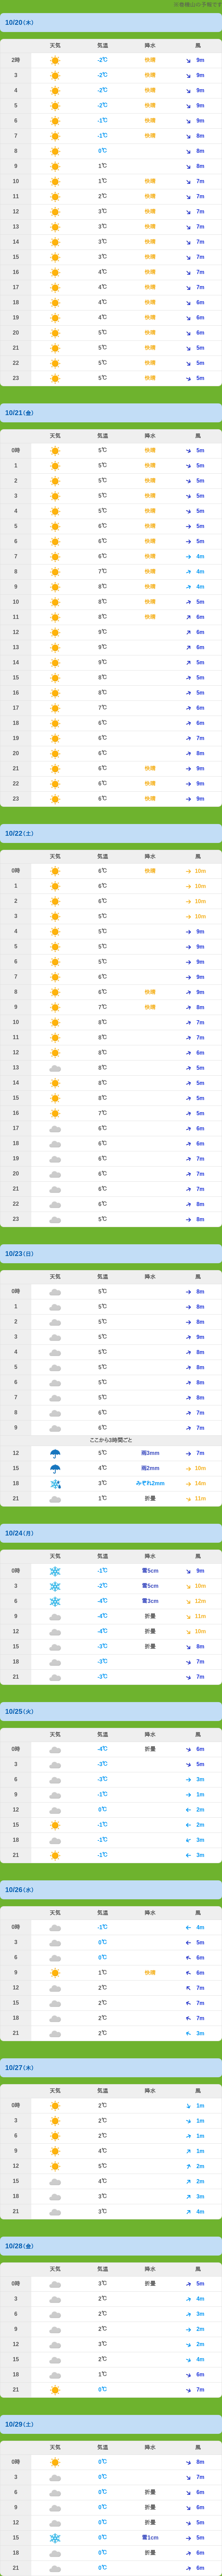 天畳峰山の予報です
10/20(木)
天気 気温 降水 風
2時 -2℃ 快晴 9m
3 -2℃ 快晴 9m
4 -2℃ 快晴 9m
5 -2℃ 快晴 9m
6 -1℃ 快晴 9m
7 -1℃ 快晴 8m
8 0℃ 8m
9 1℃ 8m
10 1℃ 快晴 7m
11 2℃ 快晴 7m
12 3℃ 快晴 7m
13 3℃ 快晴 7m
14 3℃ 快晴 7m
15 3℃ 快晴 7m
16 4℃ 快晴 7m
17 4℃ 快晴 7m
18 4℃ 快晴 6m
19 4℃ 快晴 6m
20 5℃ 快晴 6m
21 5℃ 快晴 5m
22 5℃ 快晴 5m
23 5℃ 快晴 5m
10/21(金)
天気 気温 降水 風
0時 5℃ 快晴 5m
1 5℃ 快晴 5m
2 5℃ 快晴 5m
3 5℃ 快晴 5m
4 5℃ 快晴 5m
5 6℃ 快晴 5m
6 6℃ 快晴 5m
7 6℃ 快晴 4m
8 7℃ 快晴 4m
9 8℃ 快晴 4m
10 8℃ 快晴 5m
11 8℃ 快晴 6m
12 9℃ 6m
13 9℃ 6m
14 9℃ 5m
15 8℃ 5m
16 8℃ 5m
17 7℃ 6m
18 6℃ 6m
19 6℃ 7m
20 6℃ 8m
21 6℃ 快晴 9m
22 6℃ 快晴 9m
23 6℃ 快晴 9m
10/22(土)
天気 気温 降水 風
0時 6℃ 快晴 10m
1 6℃ 10m
2 6℃ 10m
3 5℃ 10m
4 5℃ 9m
5 5℃ 9m
6 5℃ 9m
7 6℃ 9m
8 6℃ 快晴 9m
9 7℃ 快晴 8m
10 8℃ 7m
11 8℃ 7m
12 8℃ 6m
13 8℃ 5m
14 8℃ 5m
15 8℃ 5m
16 7℃ 5m
17 6℃ 6m
18 6℃ 6m
19 6℃ 7m
20 6℃ 7m
21 6℃ 7m
22 6℃ 8m
23 5℃ 8m
10/23(日)
天気 気温 降水 風
0時 5℃ 8m
1 5℃ 8m
2 5℃ 8m
3 5℃ 9m
4 5℃ 8m
5 5℃ 8m
6 5℃ 8m
7 5℃ 8m
8 6℃ 7m
9 6℃ 7m
ここから3時間ごと
12 5℃ 雨3mm 7m
15 4℃ 雨2mm 10m
18 3℃ みぞれ2mm 14m
21 1℃ 折曇 11m
10/24(月)
天気 気温 降水 風
0時 -1℃ 雪5cm 9m
3 -2℃ 雪5cm 10m
6 -4℃ 雪3cm 12m
9 -4℃ 折曇 11m
12 -4℃ 折曇 10m
15 -3℃ 折曇 8m
18 -3℃ 7m
21 -3℃ 7m
10/25(火)
天気 気温 降水 風
0時 -4℃ 折曇 6m
3 -3℃ 5m
6 -3℃ 3m
9 -1℃ 1m
12 0℃ 2m
15 -1℃ 2m
18 -1℃ 3m
21 -1℃ 3m
10/26(水)
天気 気温 降水 風
0時 -1℃ 4m
3 0℃ 5m
6 0℃ 6m
9 1℃ 快晴 6m
12 2℃ 7m
15 2℃ 7m
18 2℃ 7m
21 2℃ 3m
10/27(木)
天気 気温 降水 風
0時 2℃ 1m
3 2℃ 1m
6 2℃ 1m
9 4℃ 1m
12 5℃ 2m
15 4℃ 2m
18 3℃ 3m
21 3℃ 4m
10/28(金)
天気 気温 降水 風
0時 3℃ 折曇 5m
3 2℃ 4m
6 2℃ 3m
9 2℃ 2m
12 3℃ 2m
15 2℃ 4m
18 1℃ 6m
21 0℃ 7m
10/29(土)
天気 気温 降水 風
0時 0℃ 8m
3 0℃ 7m
6 0℃ 折曇 6m
9 0℃ 折曇 6m
12 0℃ 折曇 5m
15 0℃ 雪1cm 5m
18 0℃ 折曇 6m
21 0℃ 6m